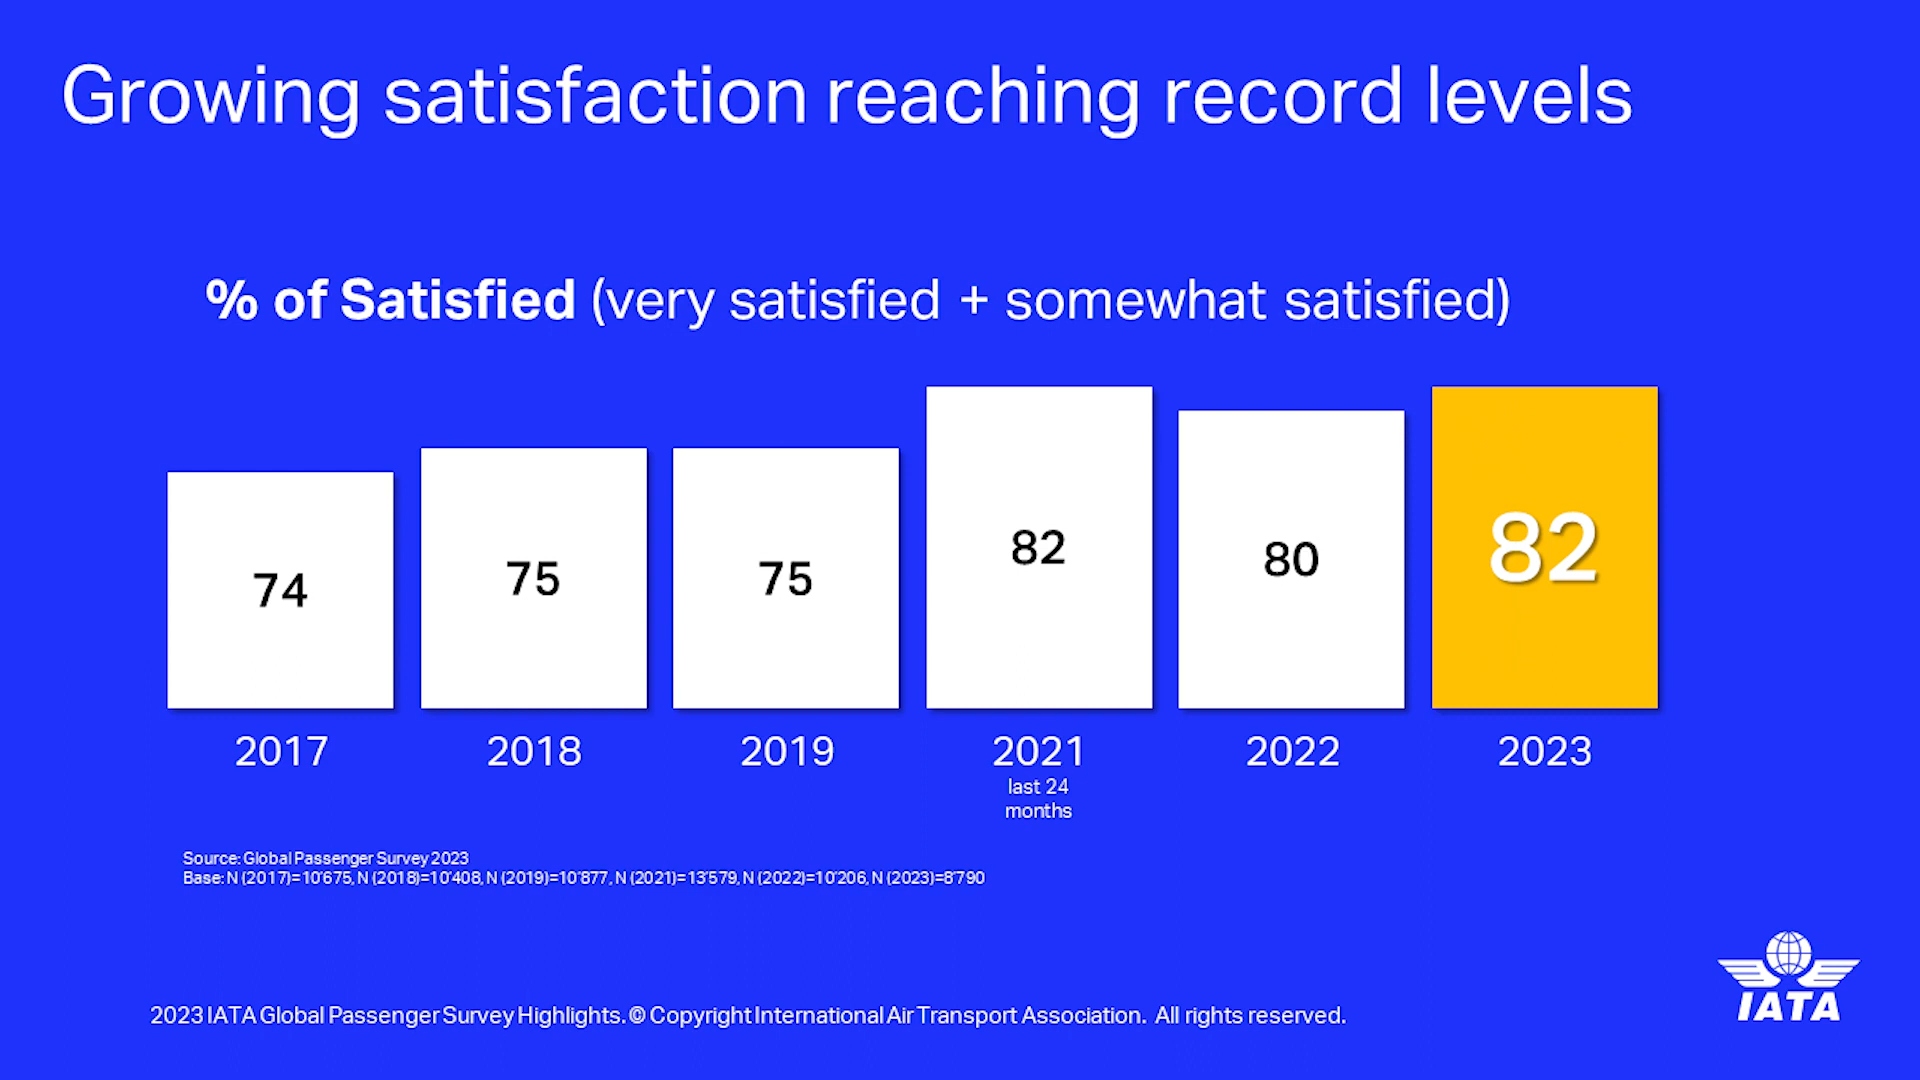 Growing satisfaction reaching record levels
% of Satisfied (very satisfied + somewhat satisfied)
74
75
75
82
80
82
2017
2018
2019
2021
2022
2023
last 24
months
Source: Global Passenger Survey 2023
Base: N (2017)=10'675, N (2018)=10'408, N (2019)=10'877, N (2021)=13'579, N (2022)=10'206, N (2023)=8'790
2023 IATA Global Passenger Survey Highlights. © Copyright International Air Transport Association. All rights reserved.
IATA